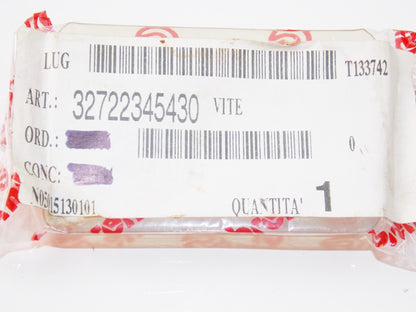 LUG T133742
ART.: 32722345430 VITE
ORD.: 0
CONC:
N05015130101 QUANTITA' 1